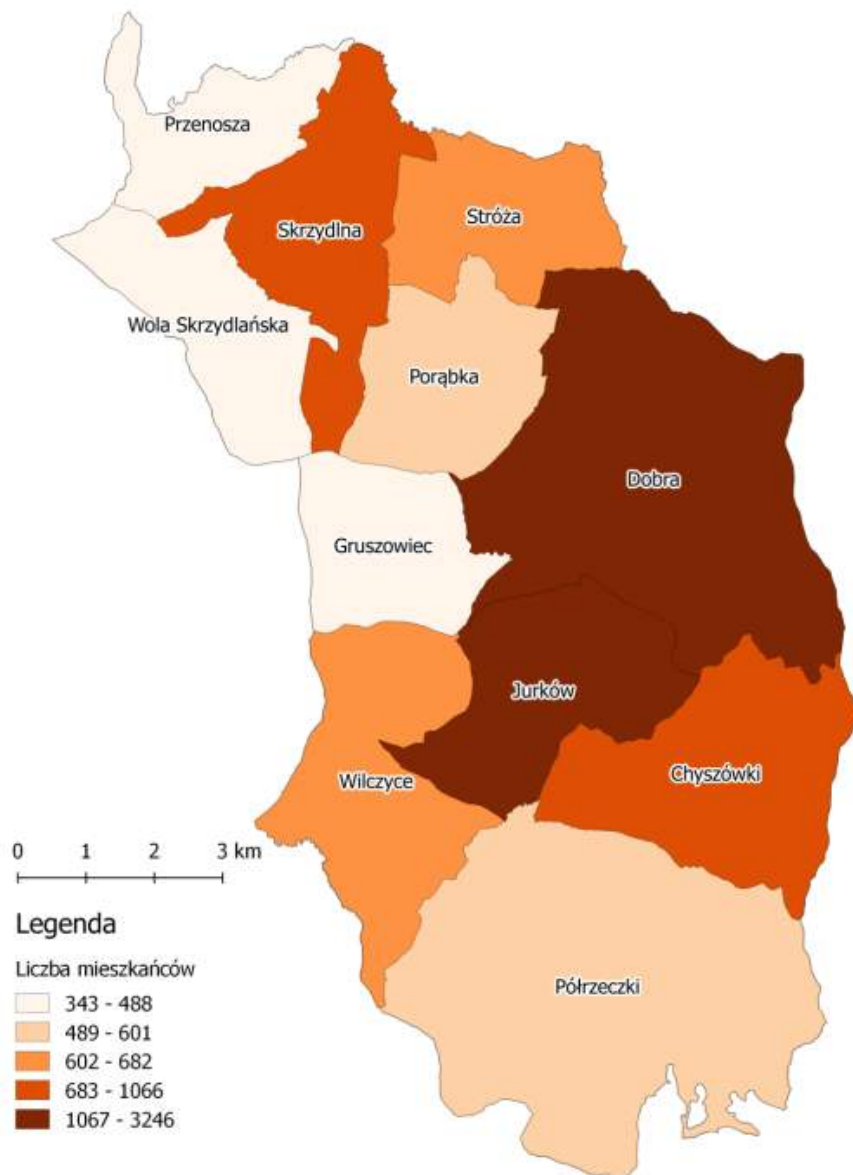 Przenosza
Skrzydlna
Stróża
Wola Skrzydlańska
Porąbka
Dobra
Gruszowiec
Jurków
Chyszówki
Wilczyce
0 1 2 3 km
Legenda
Półrzeczki
Liczba mieszkańców
343 - 488
489 - 601
602 - 682
683 - 1066
1067 - 3246